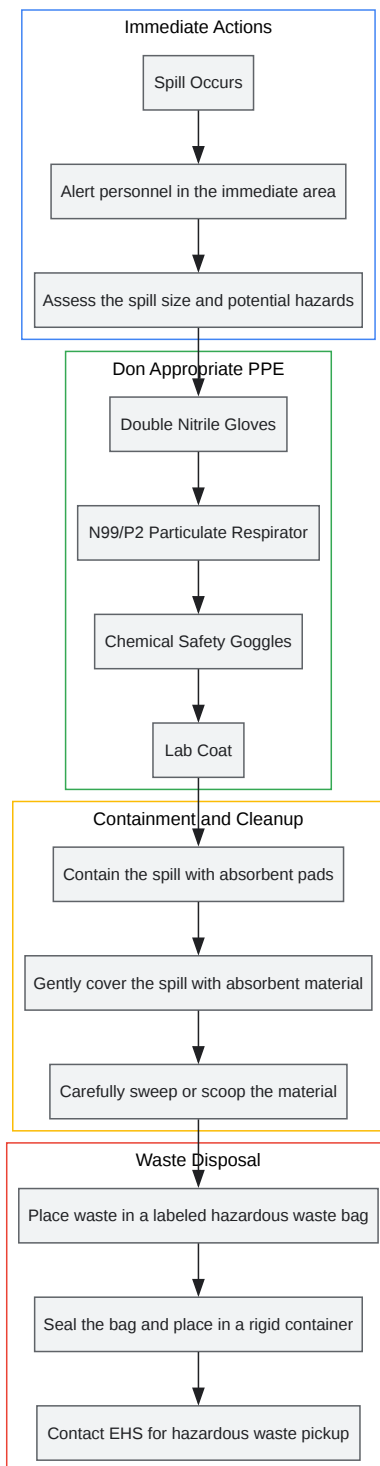 Immediate Actions
Spill Occurs
Alert personnel in the immediate area
Assess the spill size and potential hazards
Don Appropriate PPE
Double Nitrile Gloves
N99/P2 Particulate Respirator
Chemical Safety Goggles
Lab Coat
Containment and Cleanup
Contain the spill with absorbent pads
Gently cover the spill with absorbent material
Carefully sweep or scoop the material
Waste Disposal
Place waste in a labeled hazardous waste bag
Seal the bag and place in a rigid container
Contact EHS for hazardous waste pickup